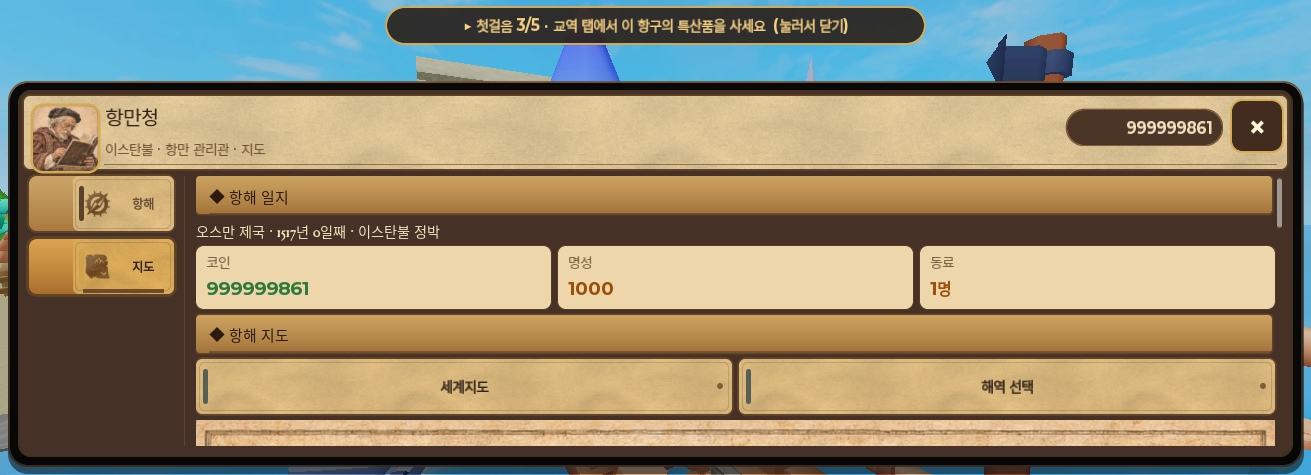 ▸ 첫걸음 3/5 · 교역 탭에서 이 항구의 특산품을 사세요 (눌러서 닫기)
항만청
이스탄불 · 항만 관리관 · 지도
999999861
×
항해
지도
◆ 항해 일지
오스만 제국 · 1517년 0일째 · 이스탄불 정박
코인
999999861
명성
1000
동료
1명
◆ 항해 지도
세계지도
해역 선택